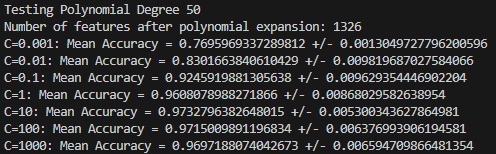 Testing Polynomial Degree 50
Number of features after polynomial expansion: 1326
C=0.001: Mean Accuracy = 0.7695969337289812 +/- 0.0013049727796200596
C=0.01: Mean Accuracy = 0.8301663840610429 +/- 0.009819687027584066
C=0.1: Mean Accuracy = 0.9245919881305638 +/- 0.009629354446902204
C=1: Mean Accuracy = 0.9608078988271866 +/- 0.00868029582638954
C=10: Mean Accuracy = 0.9732796382648015 +/- 0.005300343627864981
C=100: Mean Accuracy = 0.9715009891196834 +/- 0.006376993906194581
C=1000: Mean Accuracy = 0.9697188074042673 +/- 0.006594709866481354